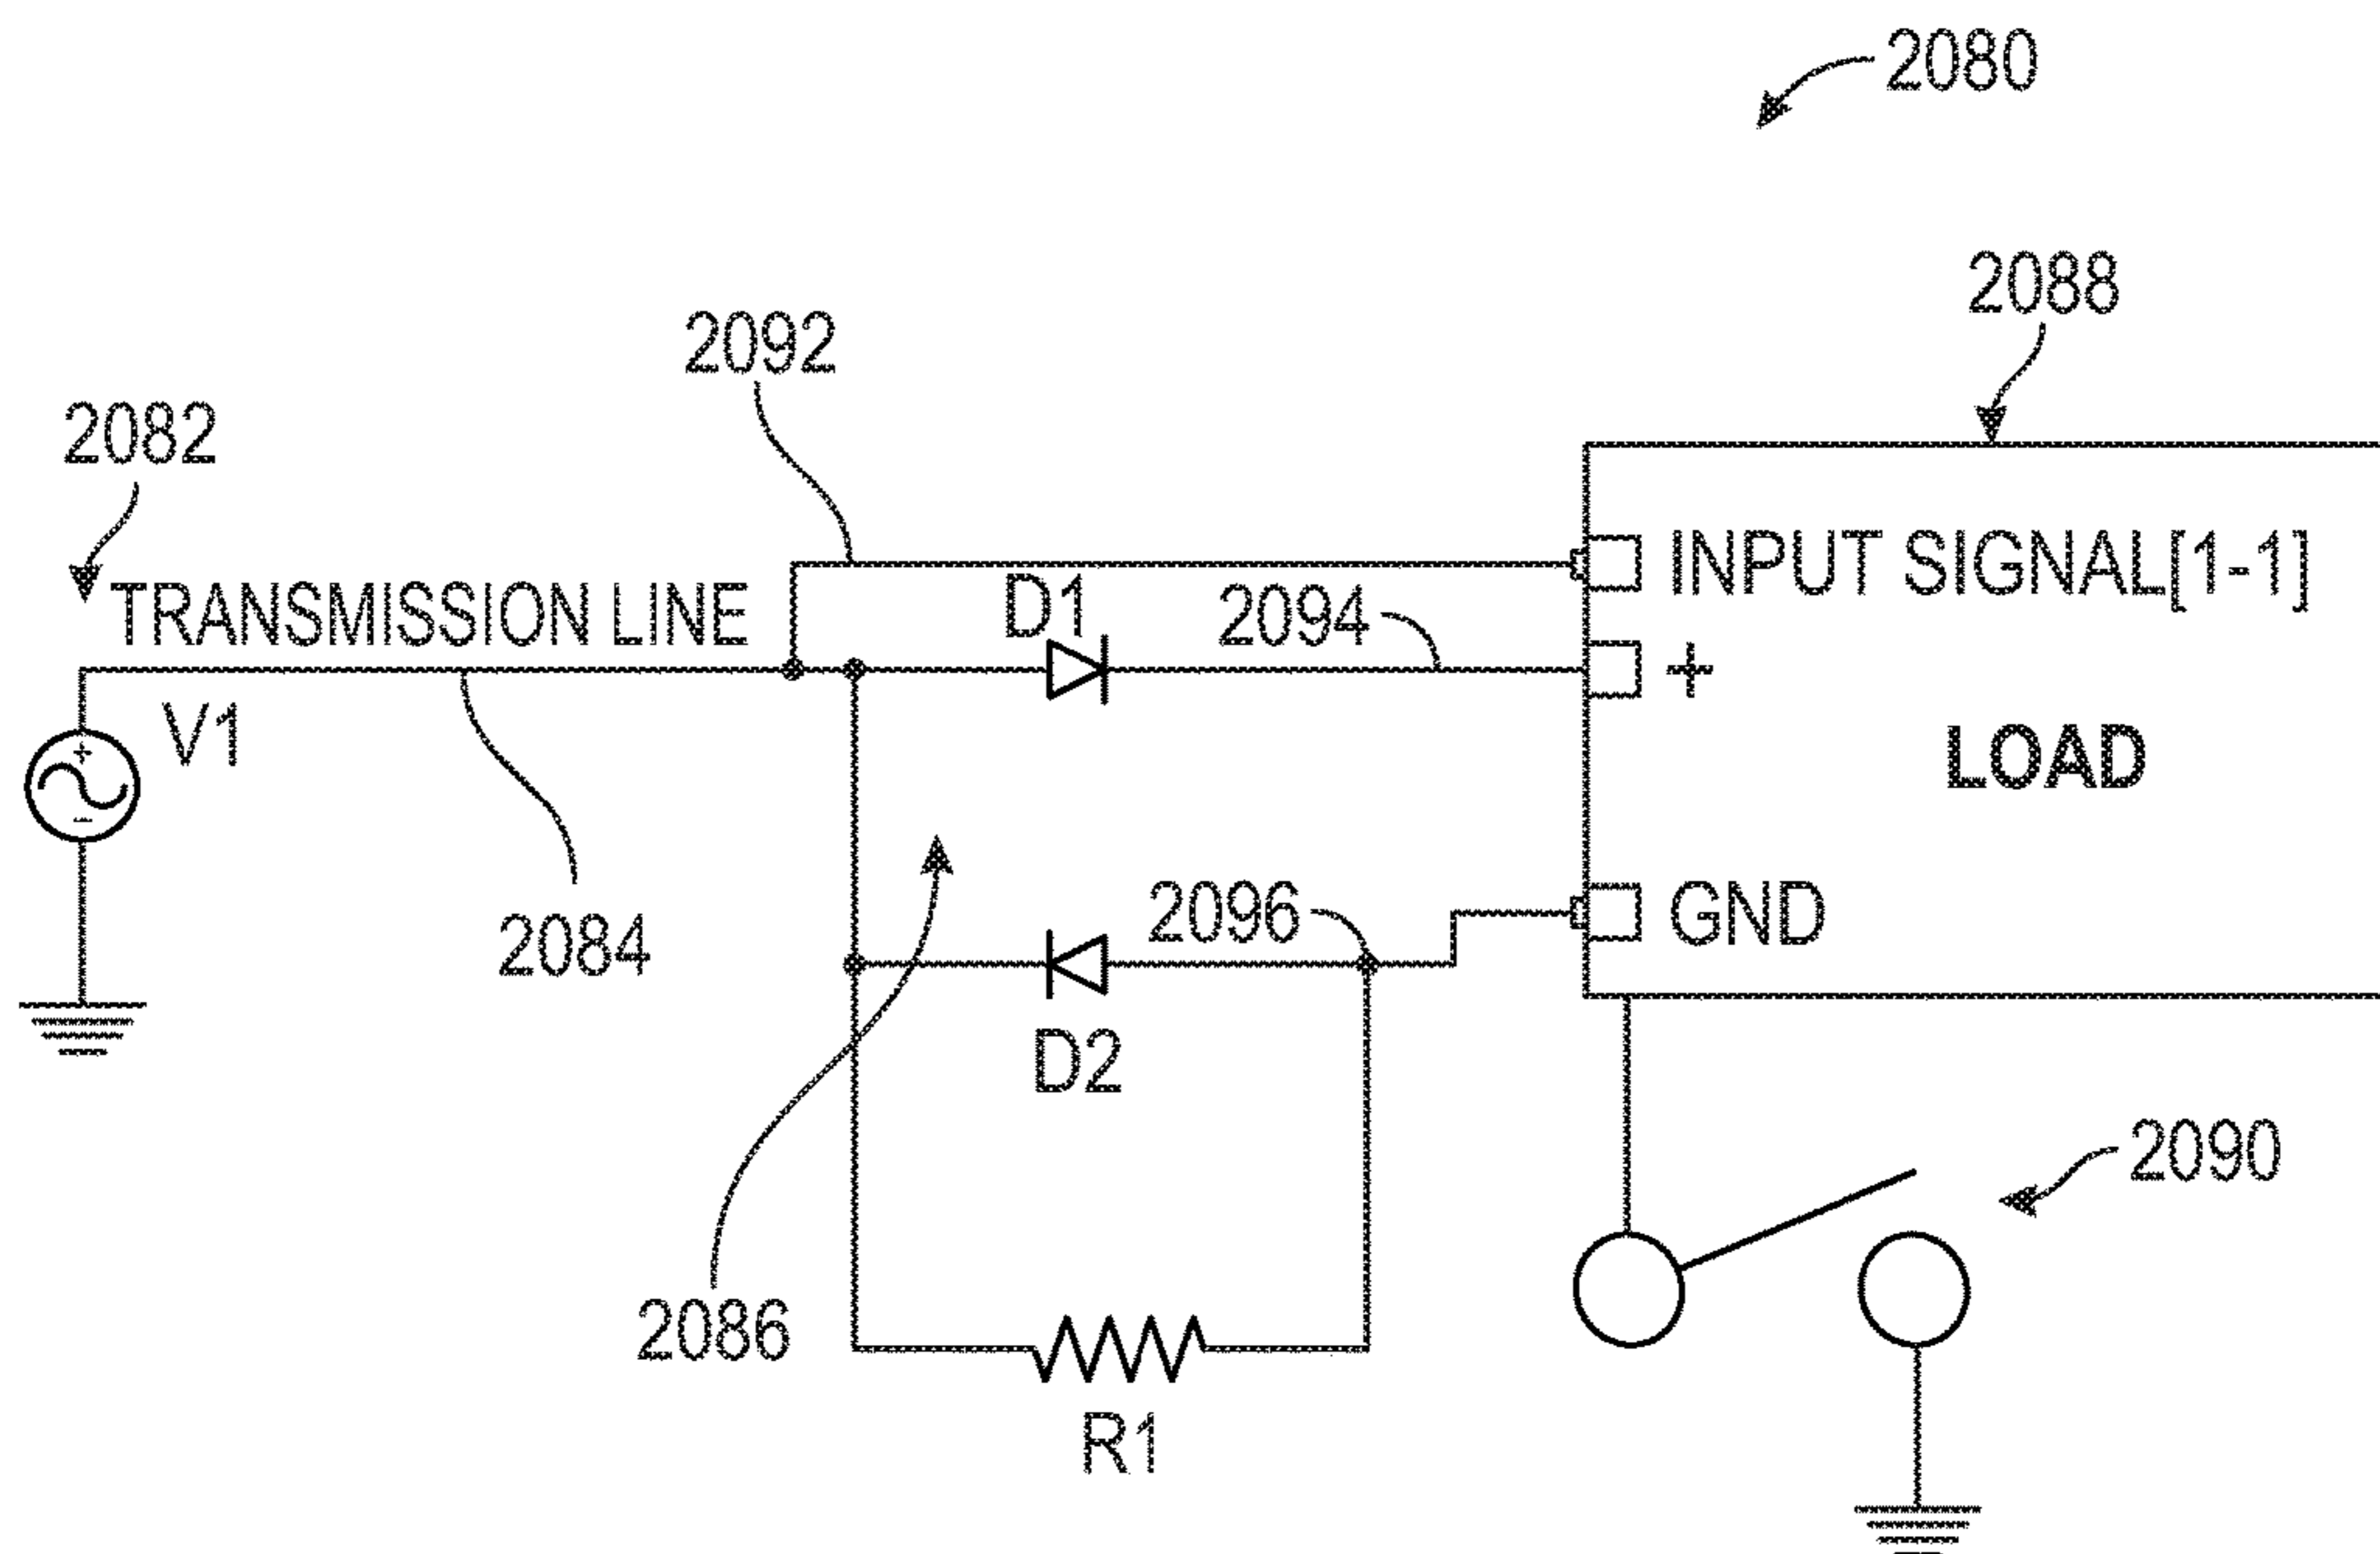 2080
2088
2092
2082
INPUT SIGNAL[1-1]
D1
2094
TRANSMISSION LINE
+
V1
+
LOAD
-
2084
2096
GND
D2
2090
2086
R1